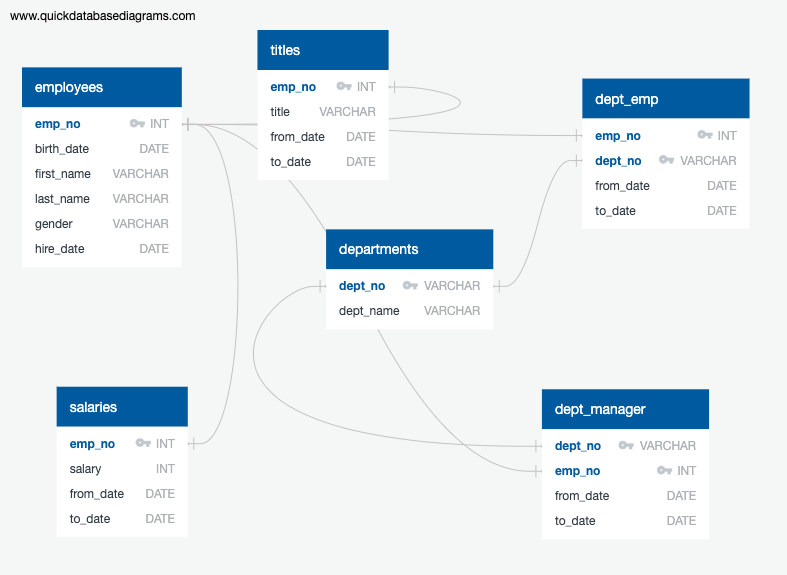 www.quickdatabasediagrams.com
employees
emp_no INT
birth_date DATE
first_name VARCHAR
last_name VARCHAR
gender VARCHAR
hire_date DATE
titles
emp_no INT
title VARCHAR
from_date DATE
to_date DATE
dept_emp
emp_no INT
dept_no VARCHAR
from_date DATE
to_date DATE
departments
dept_no VARCHAR
dept_name VARCHAR
salaries
emp_no INT
salary INT
from_date DATE
to_date DATE
dept_manager
dept_no VARCHAR
emp_no INT
from_date DATE
to_date DATE